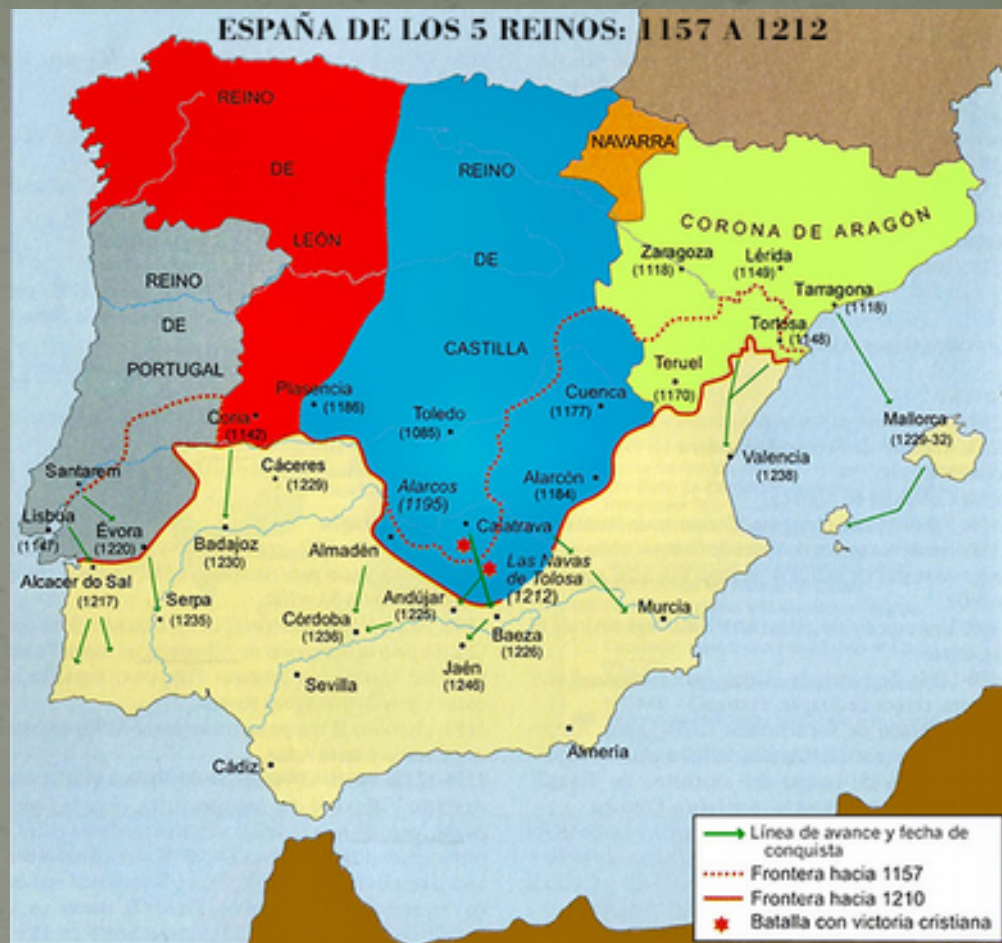 ESPAÑA DE LOS 5 REINOS: 1157 A 1212
REINO
DE
LEÓN
REINO
DE
CASTILLA
NAVARRA
CORONA DE ARAGÓN
REINO
DE
PORTUGAL
Zaragoza
(1118)
Lérida
(1149)
Tarragona
(1118)
Tortosa
(1148)
Teruel
(1170)
Plasencia
(1186)
Coria
(1142)
Toledo
(1085)
Cuenca
(1177)
Mallorca
(1229-32)
Valencia
(1238)
Santarem
Lisboa
(1147)
Évora
(1220)
Alcacer do Sal
(1217)
Cáceres
(1229)
Badajoz
(1230)
Serpa
(1235)
Alarcos
(1195)
Alarcón
(1184)
Calatrava
Almadén
Las Navas
de Tolosa
(1212)
Andújar
(1225)
Córdoba
(1236)
Baeza
(1226)
Jaén
(1246)
Murcia
Sevilla
Almería
Cádiz
Línea de avance y fecha de
conquista
Frontera hacia 1157
Frontera hacia 1210
Batalla con victoria cristiana